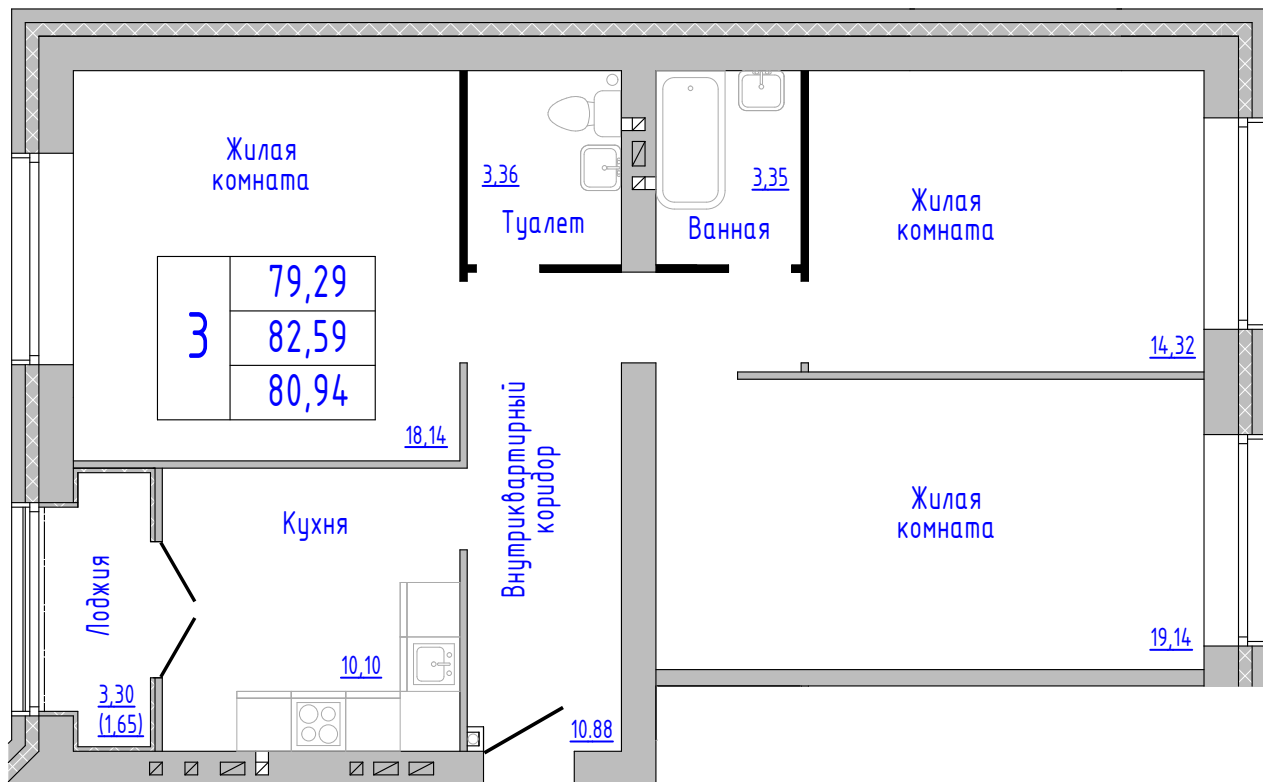 Жилая
комната
3,36
Туалет
3,35
Ванная
Жилая
комната
14,32
3
79,29
82,59
80,94
18,14
Внутриквартирный
коридор
Кухня
Лоджия
10,10
3,30
(1,65)
10.88
Жилая
комната
19,14